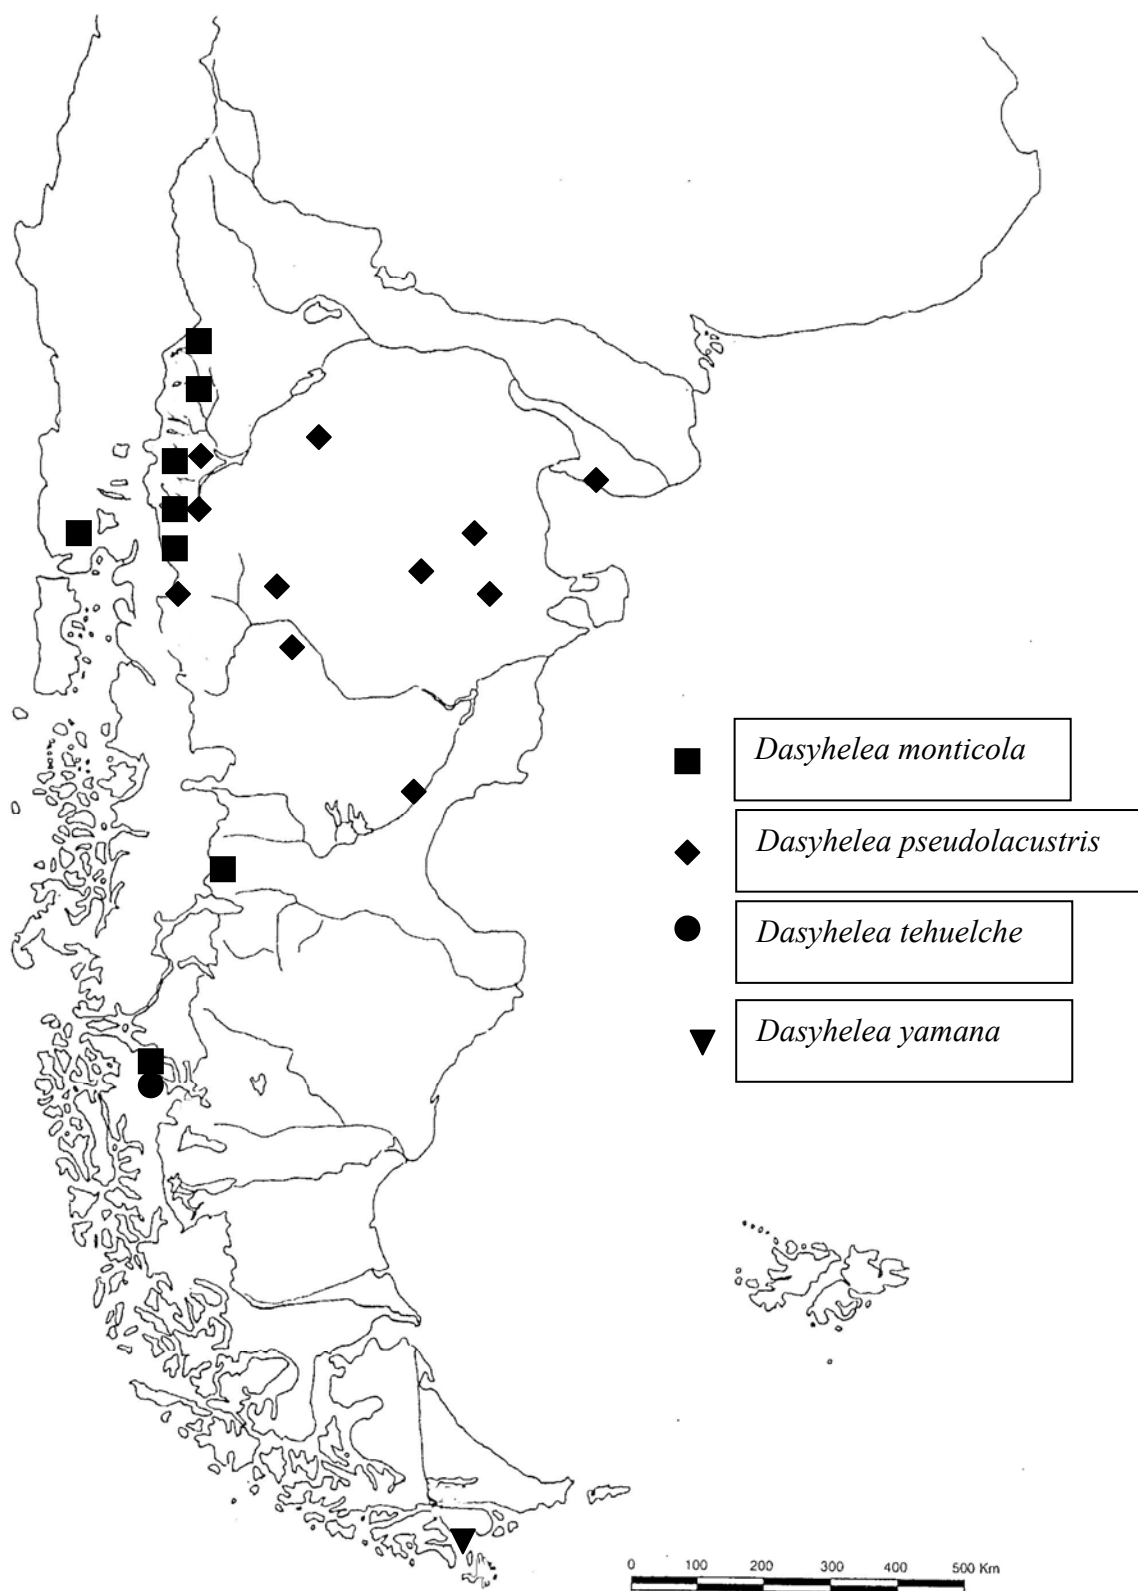 Dasyhelea monticola
Dasyhelea pseudolacustris
Dasyhelea tehuelche
Dasyhelea yamana
0 100 200 300 400 500 Km